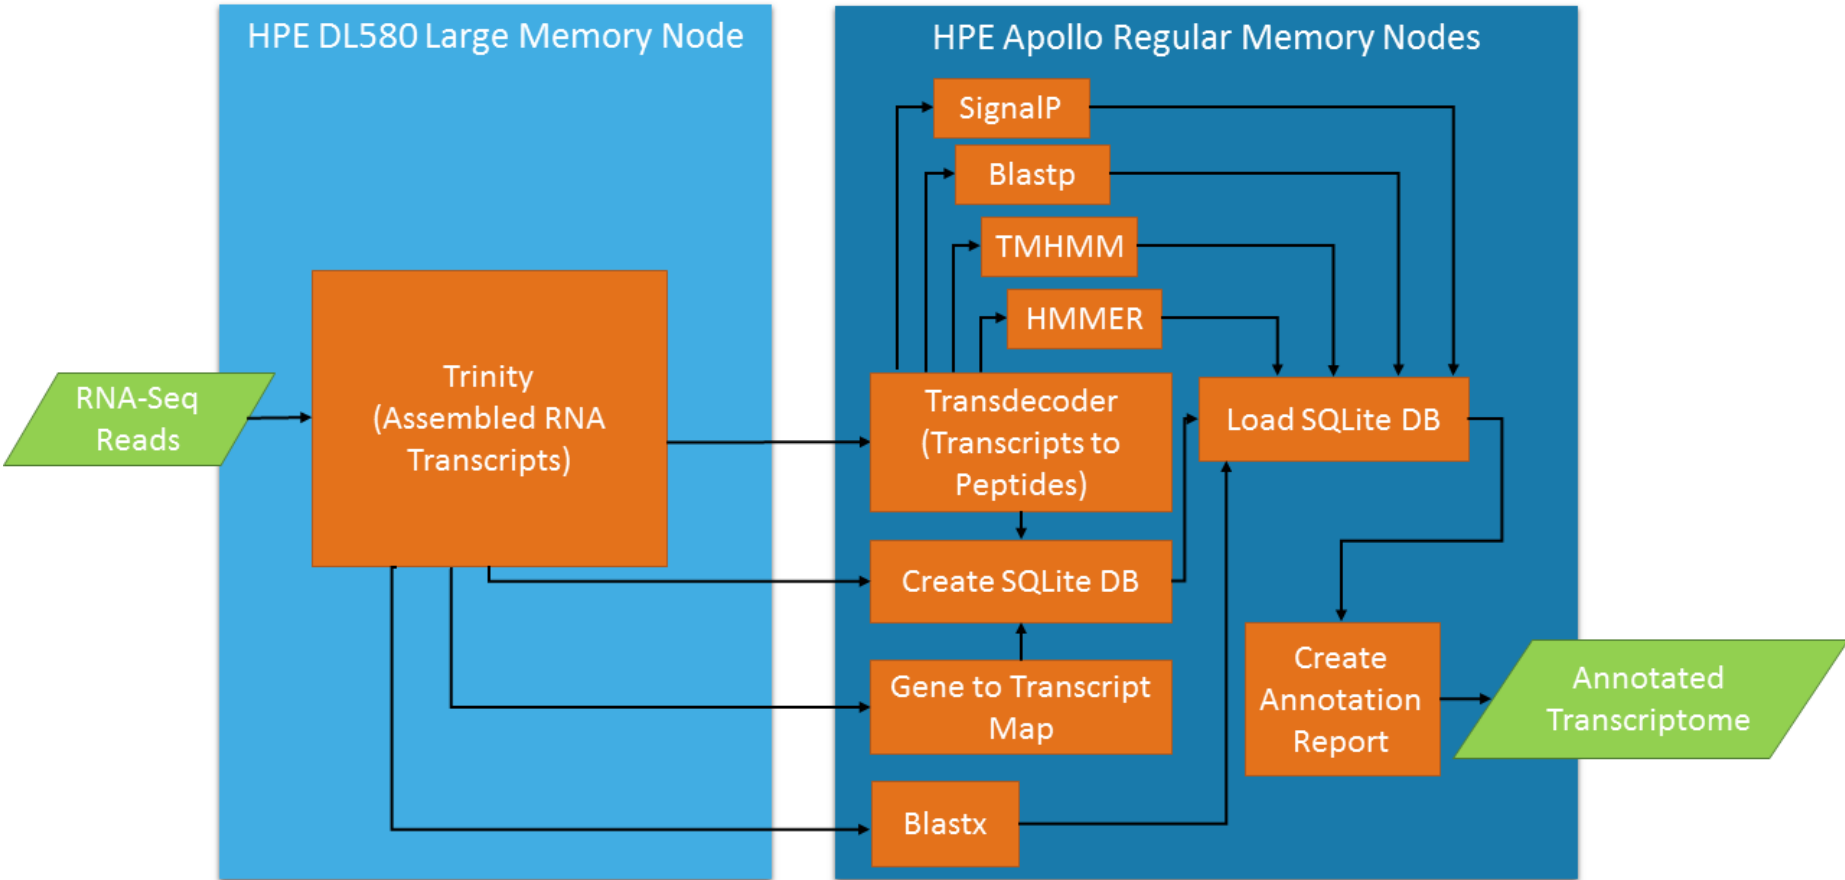 HPE DL580 Large Memory Node
HPE Apollo Regular Memory Nodes
SignalP
Blastp
TMHMM
HMMER
RNA-Seq
Reads
Trinity
(Assembled RNA
Transcripts)
Transdecoder
(Transcripts to
Peptides)
Load SQLite DB
Create SQLite DB
Gene to Transcript
Map
Blastx
Create
Annotation
Report
Annotated
Transcriptome